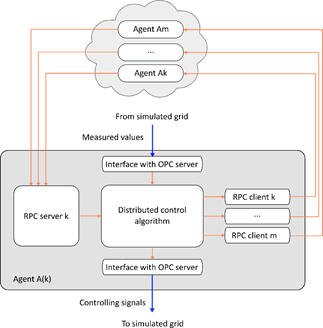 Agent Am
...
Agent Ak
From simulated grid
Measured values
Interface with OPC server
RPC server k
Distributed control
algorithm
RPC client k
...
RPC client m
Interface with OPC server
Agent A(k)
Controlling signals
To simulated grid